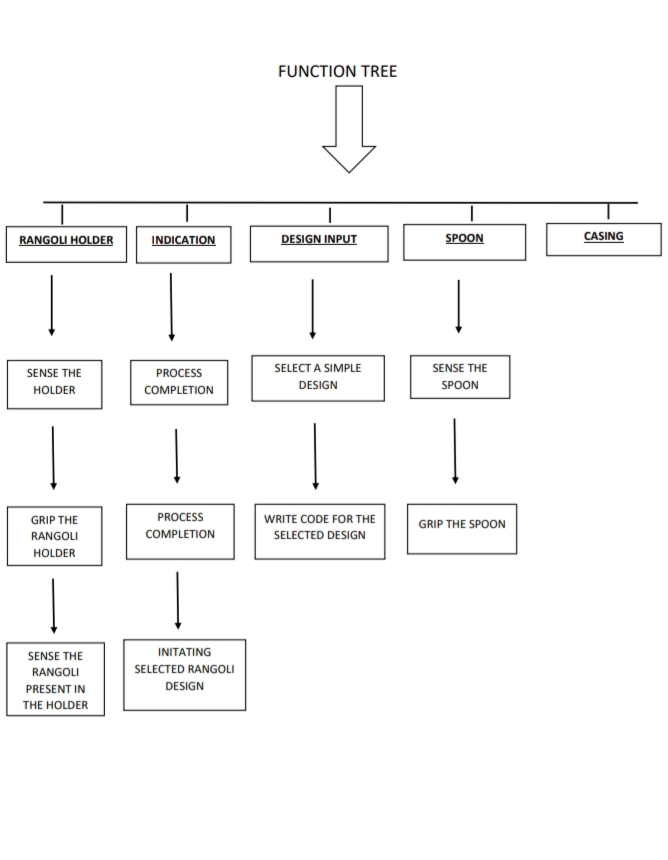 FUNCTION TREE
RANGOLI HOLDER
INDICATION
DESIGN INPUT
SPOON
CASING
SENSE THE
HOLDER
PROCESS
COMPLETION
SELECT A SIMPLE
DESIGN
SENSE THE
SPOON
GRIP THE
RANGOLI
HOLDER
PROCESS
COMPLETION
WRITE CODE FOR THE
SELECTED DESIGN
GRIP THE SPOON
SENSE THE
RANGOLI
PRESENT IN
THE HOLDER
INITATING
SELECTED RANGOLI
DESIGN